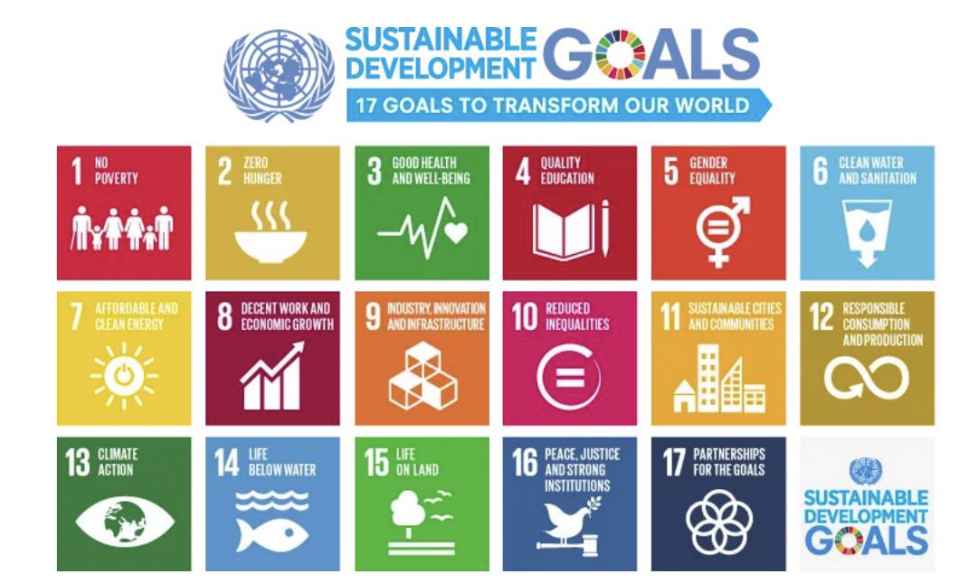 SUSTAINABLE
DEVELOPMENT
GOALS
17 GOALS TO TRANSFORM OUR WORLD
1 NO
POVERTY
2 ZERO
HUNGER
3 GOOD HEALTH
AND WELL-BEING
4 QUALITY
EDUCATION
5 GENDER
EQUALITY
6 CLEAN WATER
AND SANITATION
7 AFFORDABLE AND
CLEAN ENERGY
8 DECENT WORK AND
ECONOMIC GROWTH
9 INDUSTRY, INNOVATION
AND INFRASTRUCTURE
10 REDUCED
INEQUALITIES
11 SUSTAINABLE CITIES
AND COMMUNITIES
12 RESPONSIBLE
CONSUMPTION
AND PRODUCTION
13 CLIMATE
ACTION
14 LIFE
BELOW WATER
15 LIFE
ON LAND
16 PEACE, JUSTICE
AND STRONG
INSTITUTIONS
17 PARTNERSHIPS
FOR THE GOALS
SUSTAINABLE
DEVELOPMENT
GOALS